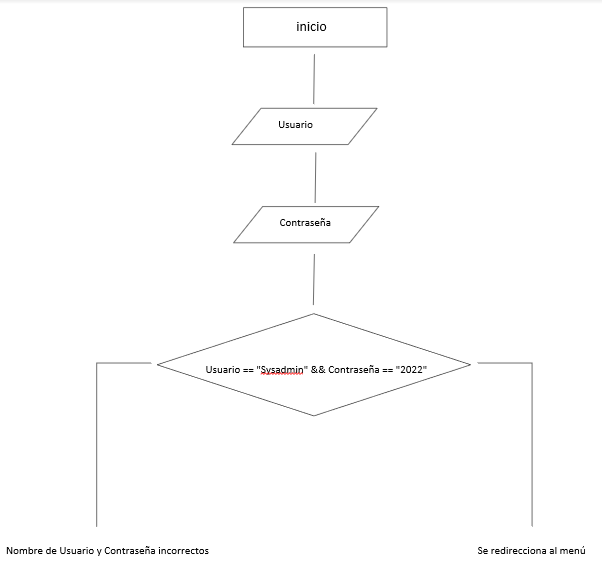 inicio
Usuario
Contraseña
Usuario == "Sysadmin" && Contraseña == "2022"
Nombre de Usuario y Contraseña incorrectos
Se redirecciona al menú